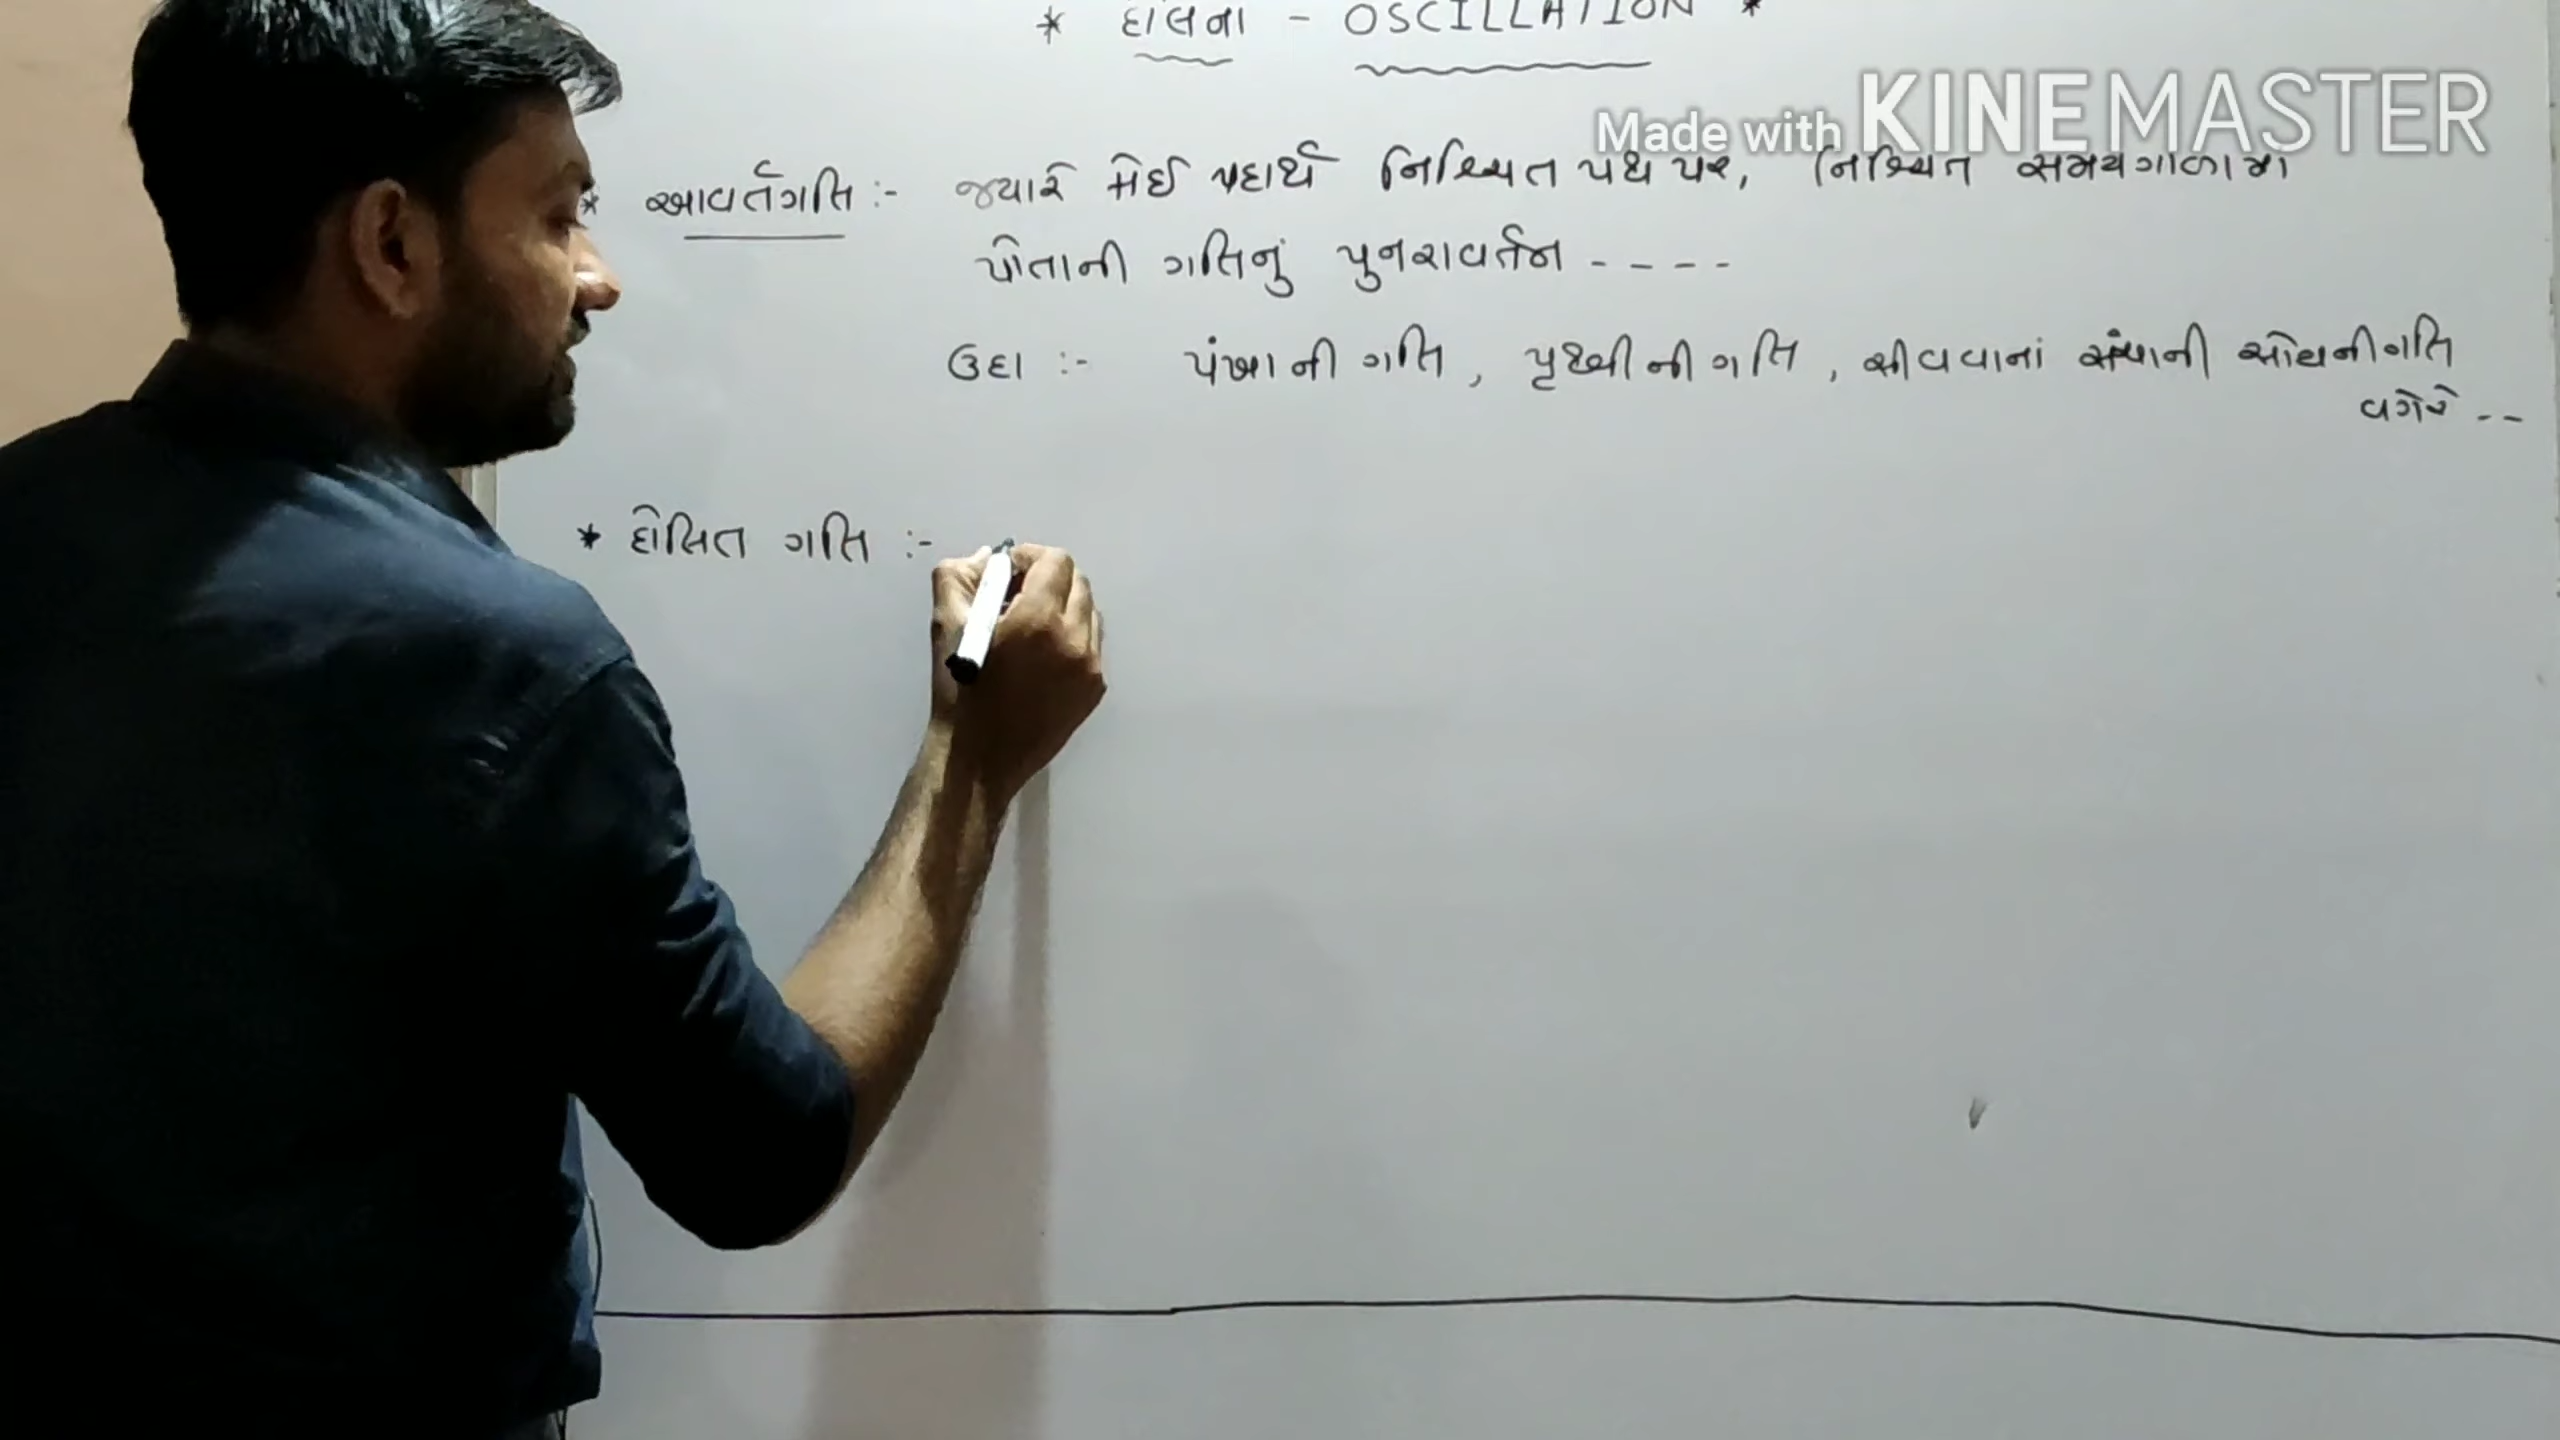 * દોલનો - OSCILLATION *
Made with KINEMASTER
* આવર્તગતિ :- જ્યારે કોઈ પદાર્થ નિશ્ચિત પથ પર, નિશ્ચિત સમયગાળામાં
પોતાની ગતિનું પુનરાવર્તન ----
ઉદા :- પંખાની ગતિ, પૃથ્વીની ગતિ, સીવવાનાં સંચાની સોયની ગતિ
વગેરે --
* દોલિત ગતિ :-